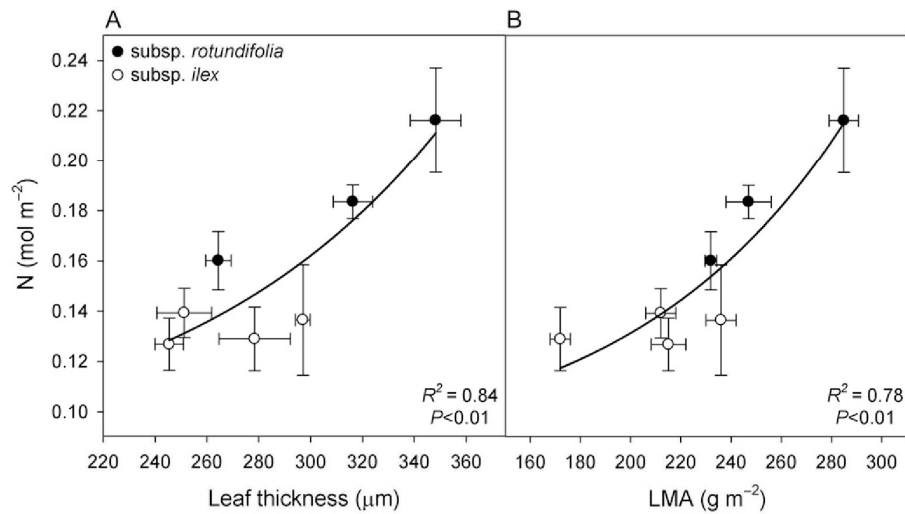 A
B
subsp. rotundifolia
subsp. ilex
N (mol m⁻²)
0.24
0.22
0.20
0.18
0.16
0.14
0.12
0.10
R² = 0.84
P<0.01
R² = 0.78
P<0.01
220 240 260 280 300 320 340 360
160 180 200 220 240 260 280 300
Leaf thickness (μm)
LMA (g m⁻²)